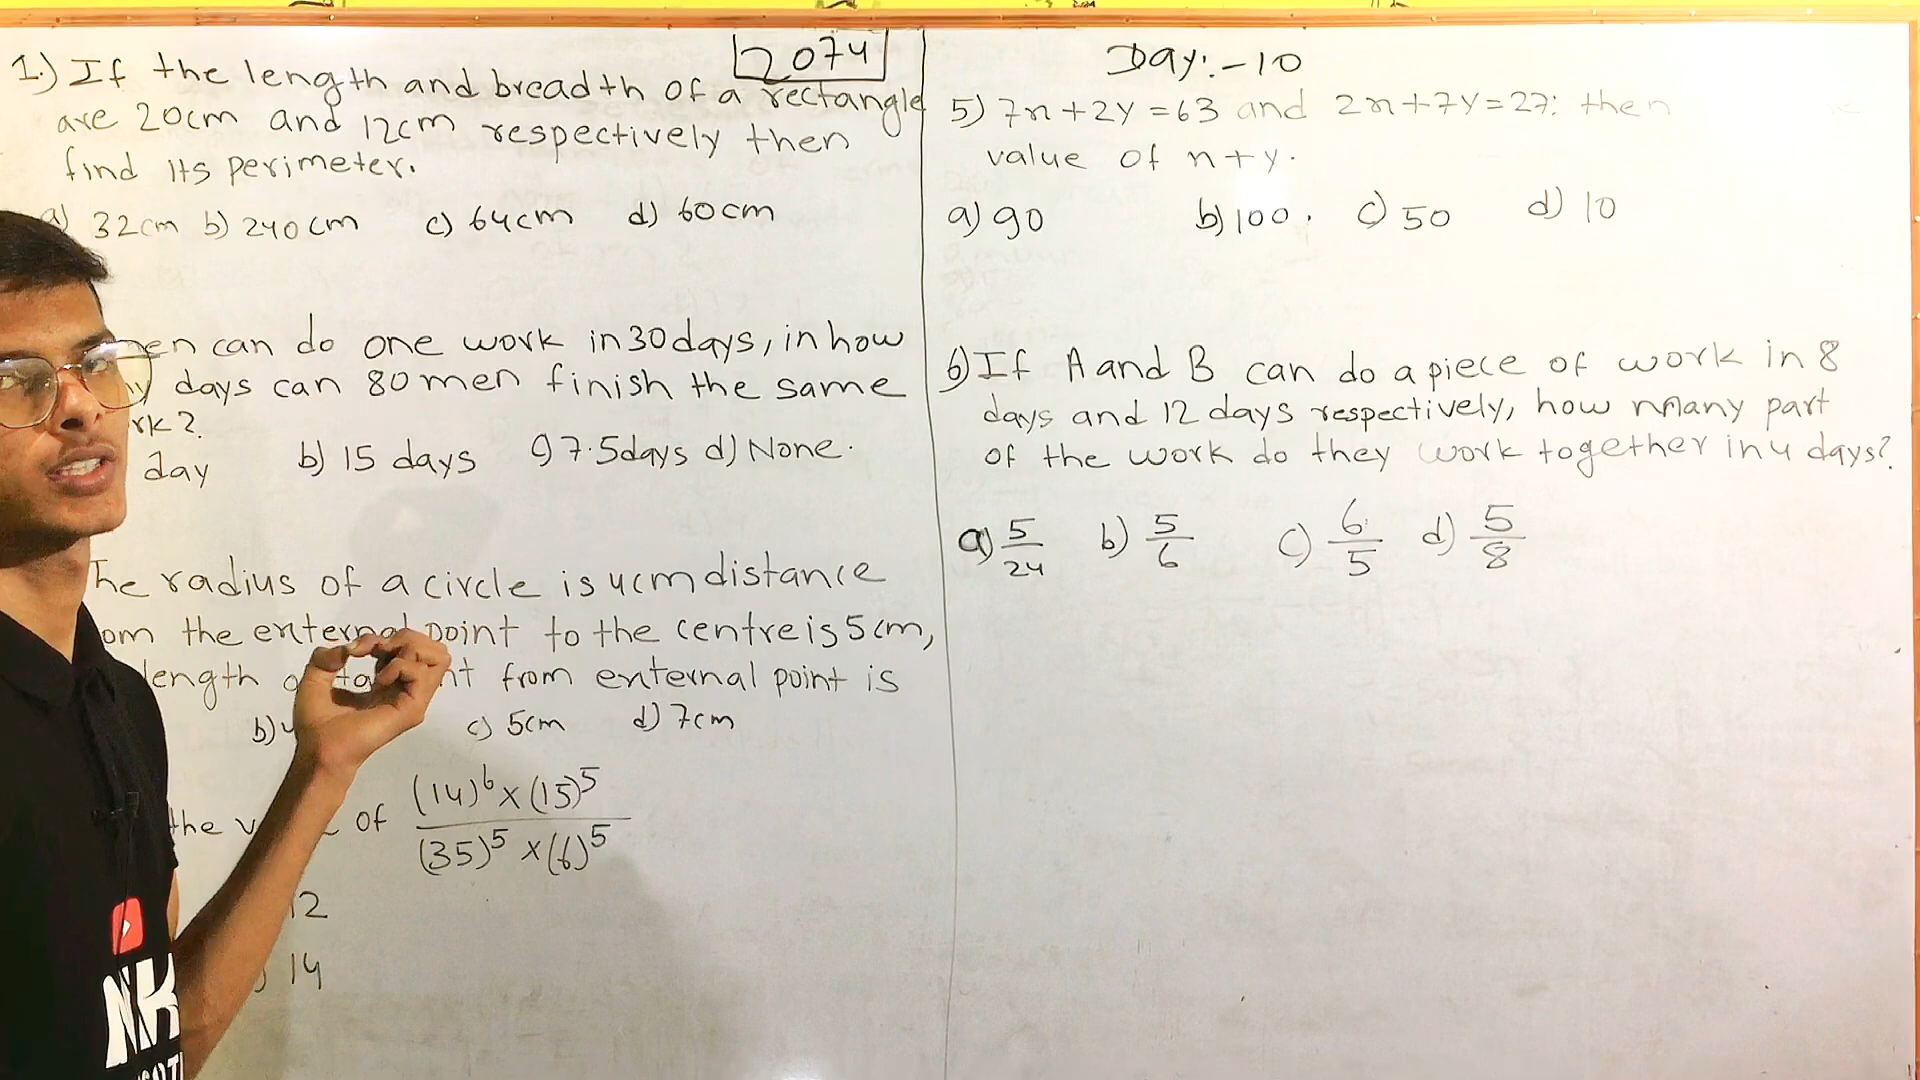 2074
1.) If the length and breadth of a rectangle
are 20cm and 12cm respectively then
find its perimeter.
a) 32cm b) 240cm c) 64cm d) 60cm
men can do one work in 30 days, in how
days can 80 men finish the same
rk?
day b) 15 days c) 7.5days d) None.
The radius of a circle is 4cm distance
om the external point to the centre is 5cm,
length from external point is
b) c) 5cm d) 7cm
the of (14)^6 x (15)^5 / (35)^5 x (6)^5
12
14
Day:-10
5) 7x+2y=63 and 2x+7y=27: then
value of x+y.
a) 90 b) 100. c) 50 d) 10
6) If A and B can do a piece of work in 8
days and 12 days respectively, how many part
of the work do they work together in 4 days?
a) 5/24 b) 5/6 c) 6/5 d) 5/8
NK